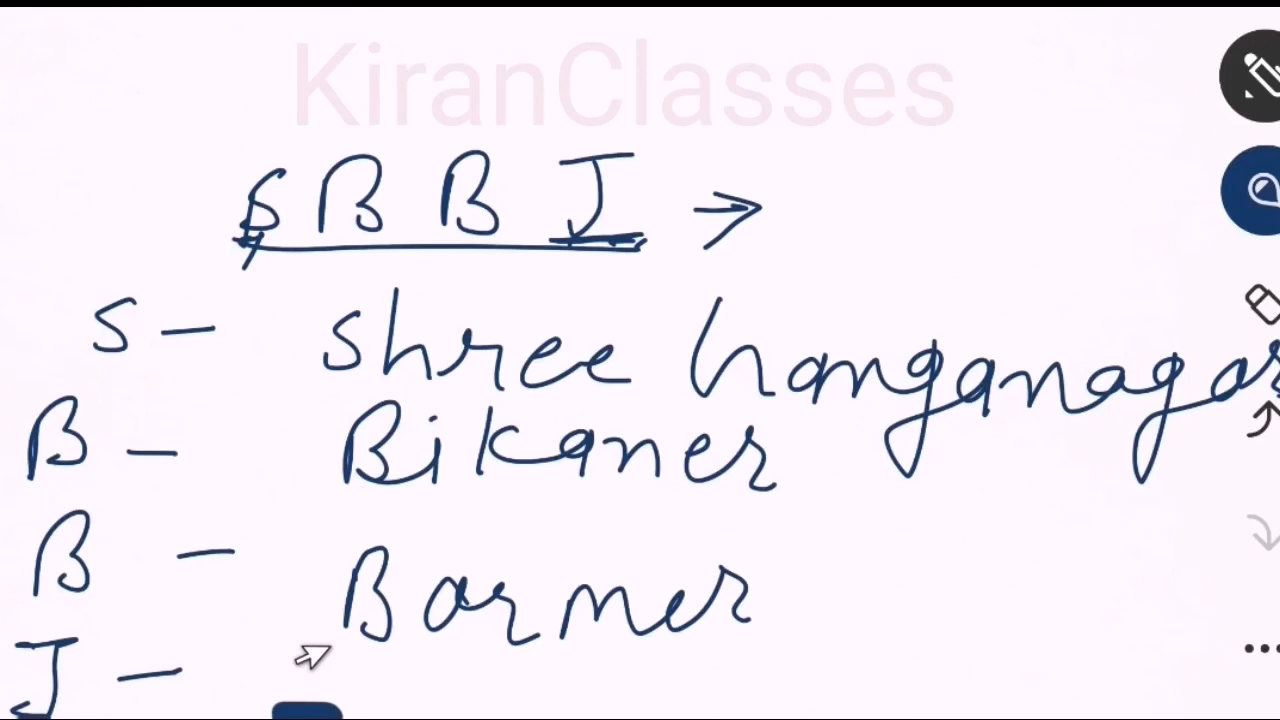 KiranClasses
SBBJ →
S - Shree Ganganagar
B - Bikaner
B - Barmer
J -